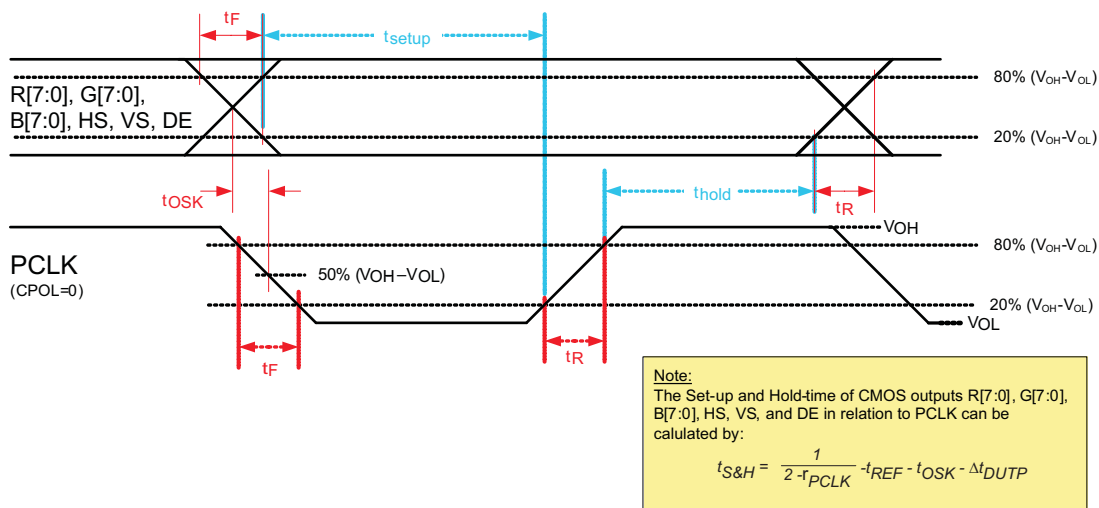 tF
tsetup
80% (VOH-VOL)
R[7:0], G[7:0],
B[7:0], HS, VS, DE
20% (VOH-VOL)
tOSK
thold
tR
VOH
80% (VOH-VOL)
PCLK
(CPOL=0)
50% (VOH–VOL)
20% (VOH-VOL)
VOL
tF
tR
Note:
The Set-up and Hold-time of CMOS outputs R[7:0], G[7:0],
B[7:0], HS, VS, and DE in relation to PCLK can be
calulated by:
tS&H = 1 / 2 -rPCLK -tREF - tOSK - ΔtDUTP